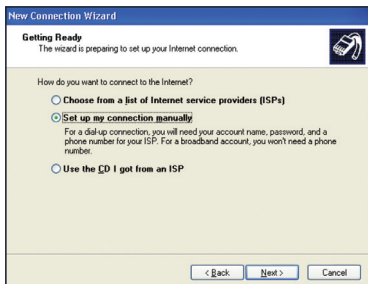 New Connection Wizard
Getting Ready
The wizard is preparing to set up your Internet connection.
How do you want to connect to the Internet?
Choose from a list of Internet service providers (ISPs)
Set up my connection manually
For a dial-up connection, you will need your account name, password, and a
phone number for your ISP. For a broadband account, you won't need a phone
number.
Use the CD I got from an ISP
< Back
Next >
Cancel